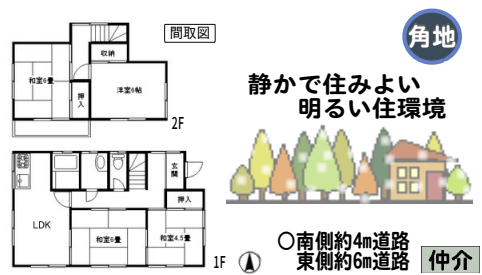 間取図
角地
収納
和室6畳
押入
洋室6帖
2F
静かで住みよい
明るい住環境
玄関
押入
LDK
和室6畳
和室4.5畳
1F
○南側約4m道路
東側約6m道路
仲介